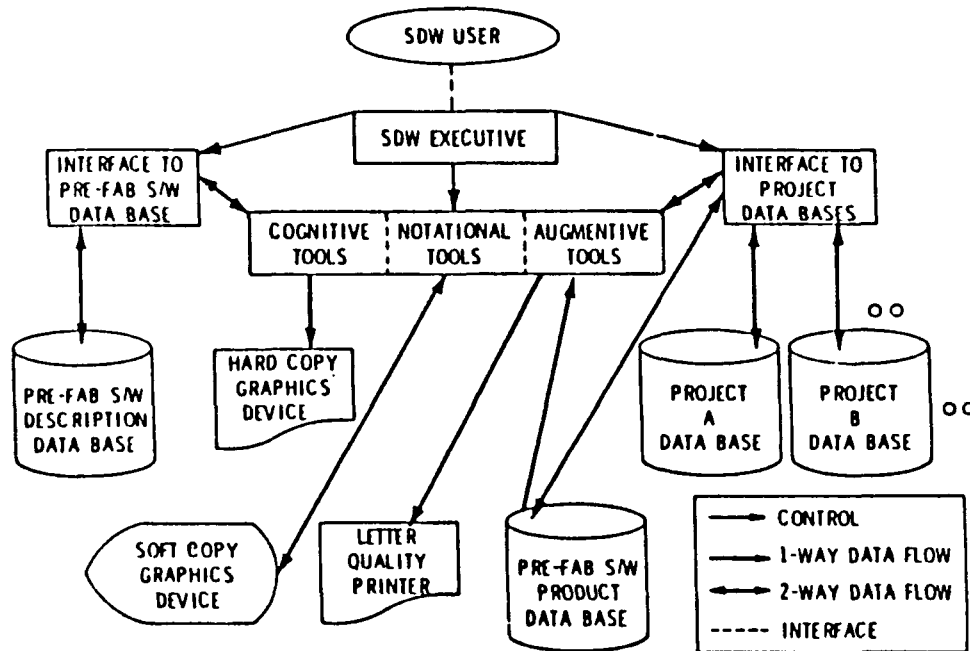 SDW USER
SDW EXECUTIVE
INTERFACE TO
PRE-FAB S/W
DATA BASE
INTERFACE TO
PROJECT
DATA BASES
COGNITIVE
TOOLS
NOTATIONAL
TOOLS
AUGMENTIVE
TOOLS
PRE-FAB S/W
DESCRIPTION
DATA BASE
HARD COPY
GRAPHICS
DEVICE
PROJECT
A
DATA BASE
PROJECT
B
DATA BASE
SOFT COPY
GRAPHICS
DEVICE
LETTER
QUALITY
PRINTER
PRE-FAB S/W
PRODUCT
DATA BASE
CONTROL
1-WAY DATA FLOW
2-WAY DATA FLOW
INTERFACE